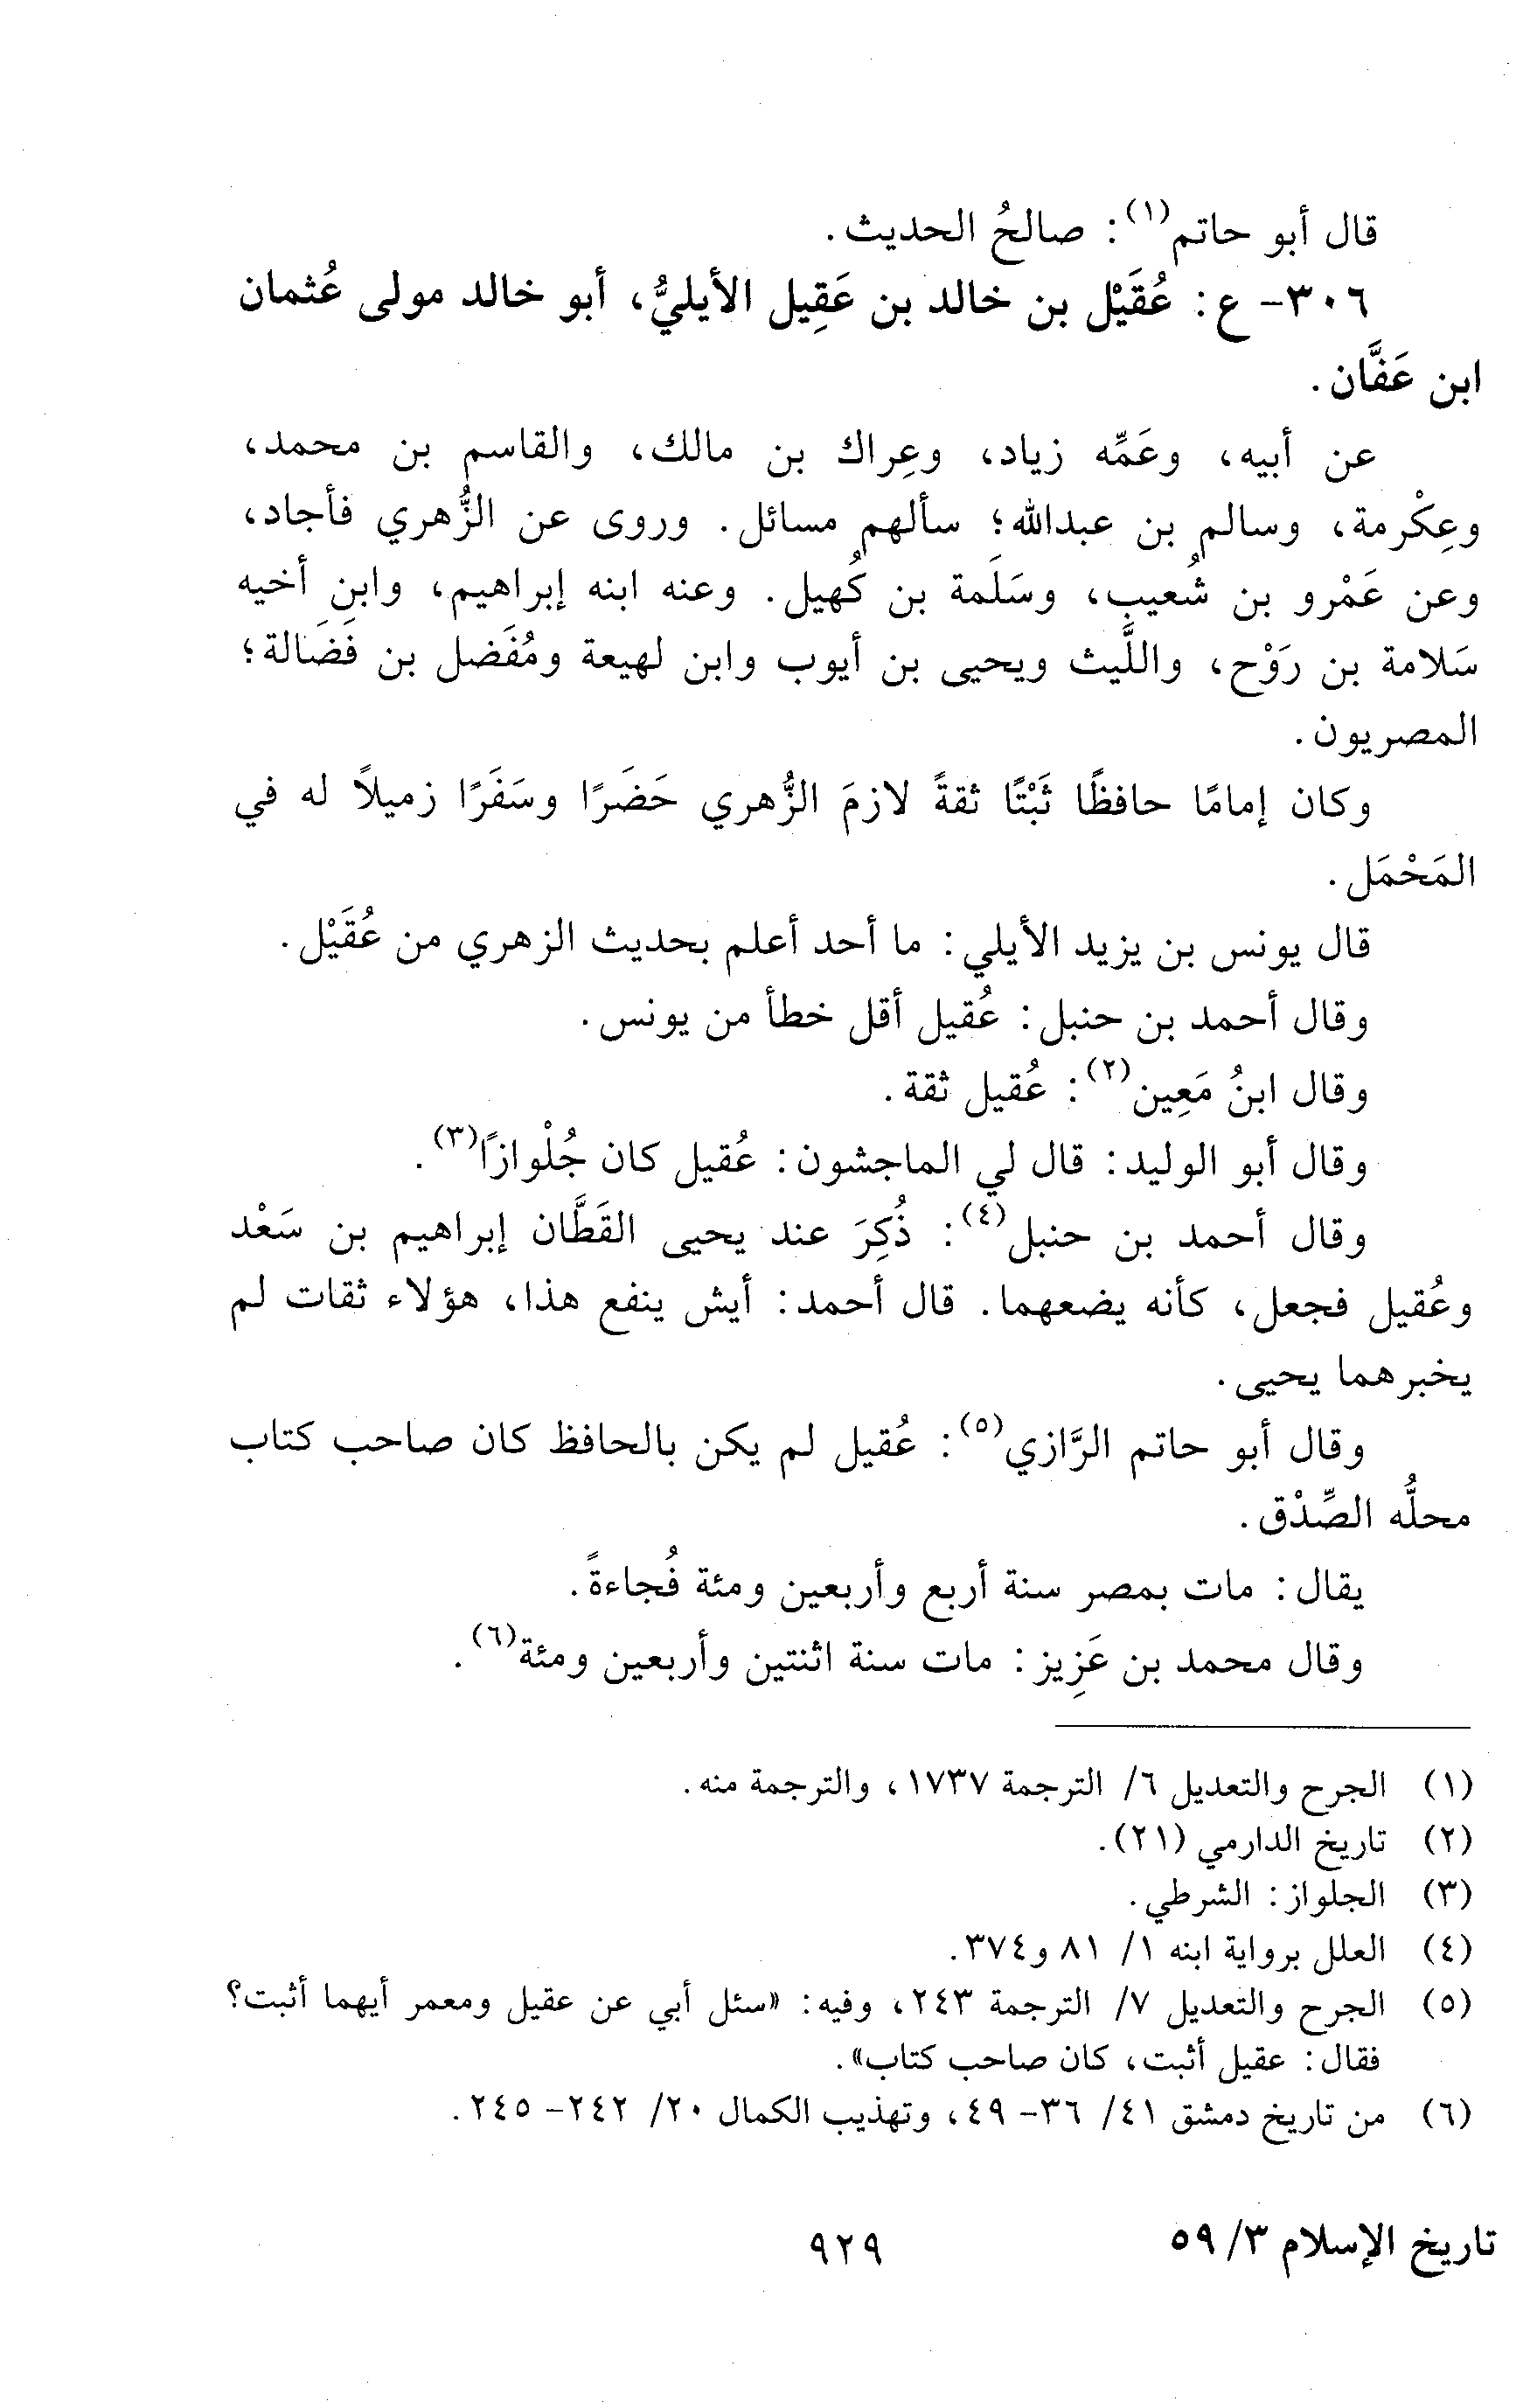 قال أبو حاتم(١): صالحُ الحديث.
٣٠٦- ع: عُقَيْل بن خالد بن عَقِيل الأيليُّ، أبو خالد مولى عُثمان
ابن عَفَّان.
عن أبيه، وعَمِّه زياد، وعِراك بن مالك، والقاسم بن محمد،
وعِكْرمة، وسالم بن عبدالله؛ سألهم مسائل. وروى عن الزُّهري فأجاد،
وعن عَمْرو بن شُعيب، وسَلَمة بن كُهيل. وعنه ابنه إبراهيم، وابن أخيه
سَلامة بن رَوْح، واللَّيث ويحيى بن أيوب وابن لهيعة ومُفَضل بن فَضَالة؛
المصريون.
وكان إمامًا حافظًا ثَبْتًا ثقةً لازمَ الزُّهري حَضَرًا وسَفَرًا زميلاً له في
المَحْمَل.
قال يونس بن يزيد الأيلي: ما أحد أعلم بحديث الزهري من عُقَيْل.
وقال أحمد بن حنبل: عُقيل أقل خطأ من يونس.
وقال ابنُ مَعِين(٢): عُقيل ثقة.
وقال أبو الوليد: قال لي الماجشون: عُقيل كان جُلْوازًا(٣).
وقال أحمد بن حنبل(٤): ذُكِرَ عند يحيى القَطَّان إبراهيم بن سَعْد
وعُقيل فجعل، كأنه يضعهما. قال أحمد: أيش ينفع هذا، هؤلاء ثقات لم
يخبرهما يحيى.
وقال أبو حاتم الرَّازي(٥): عُقيل لم يكن بالحافظ كان صاحب كتاب
محلُّه الصِّدْق.
يقال: مات بمصر سنة أربع وأربعين ومئة فُجاءةً.
وقال محمد بن عَزِيز: مات سنة اثنتين وأربعين ومئة(٦).
(١) الجرح والتعديل ٦/ الترجمة ١٧٣٧، والترجمة منه.
(٢) تاريخ الدارمي (٢١).
(٣) الجلواز: الشرطي.
(٤) العلل برواية ابنه ١/ ٨١ و٣٧٤.
(٥) الجرح والتعديل ٧/ الترجمة ٢٤٣، وفيه: «سئل أبي عن عقيل ومعمر أيهما أثبت؟
فقال: عقيل أثبت، كان صاحب كتاب».
(٦) من تاريخ دمشق ٤١/ ٣٦- ٤٩، وتهذيب الكمال ٢٠/ ٢٤٢- ٢٤٥.
تاريخ الإسلام ٣/ ٥٩
٩٢٩